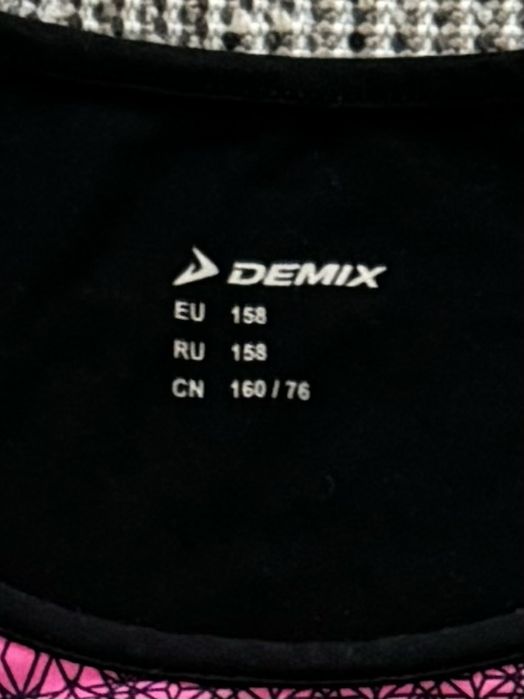 DEMIX
EU 158
RU 158
CN 160 / 76